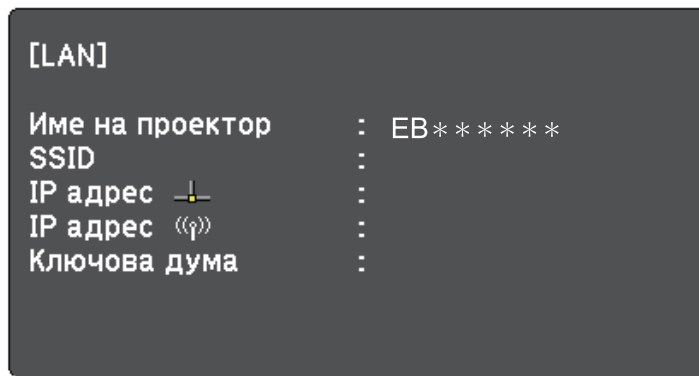 [LAN]
Име на проектор : EB******
SSID :
IP адрес :
IP адрес :
Ключова дума :